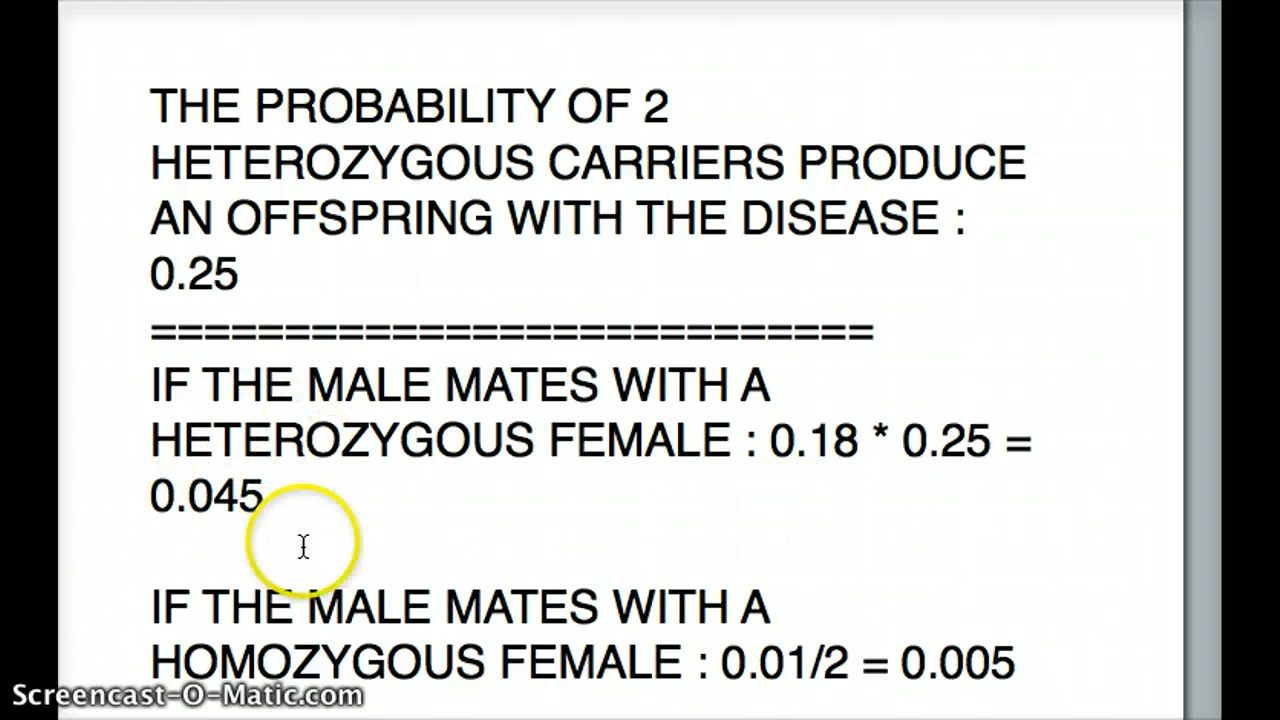 THE PROBABILITY OF 2
HETEROZYGOUS CARRIERS PRODUCE
AN OFFSPRING WITH THE DISEASE :
0.25
===========================
IF THE MALE MATES WITH A
HETEROZYGOUS FEMALE : 0.18 * 0.25 =
0.045
IF THE MALE MATES WITH A
HOMOZYGOUS FEMALE : 0.01/2 = 0.005
Screencast-O-Matic.com